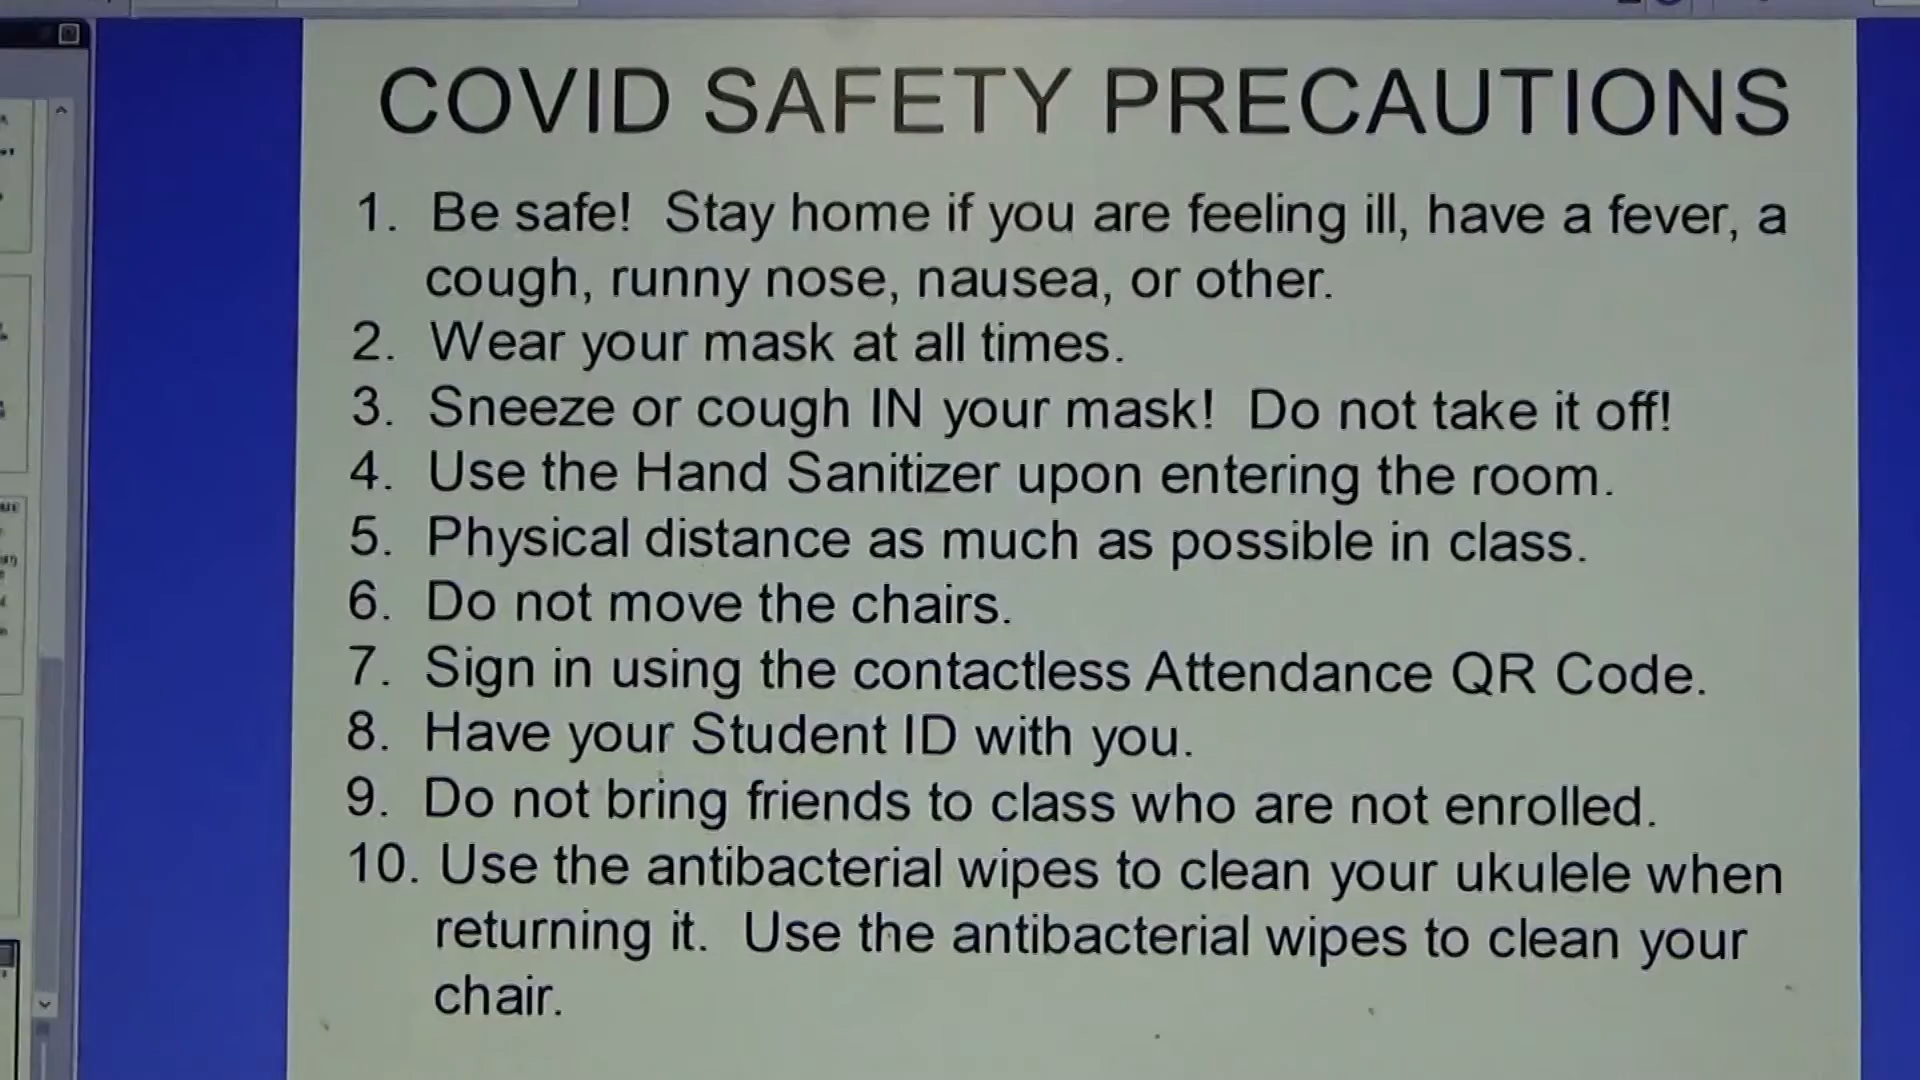 COVID SAFETY PRECAUTIONS
1. Be safe! Stay home if you are feeling ill, have a fever, a
cough, runny nose, nausea, or other.
2. Wear your mask at all times.
3. Sneeze or cough IN your mask! Do not take it off!
4. Use the Hand Sanitizer upon entering the room.
5. Physical distance as much as possible in class.
6. Do not move the chairs.
7. Sign in using the contactless Attendance QR Code.
8. Have your Student ID with you.
9. Do not bring friends to class who are not enrolled.
10. Use the antibacterial wipes to clean your ukulele when
returning it. Use the antibacterial wipes to clean your
chair.